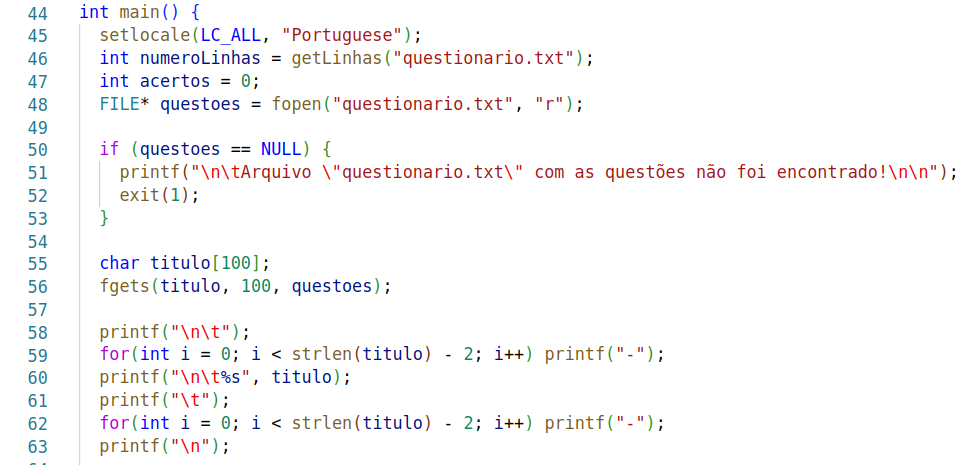 44 int main() {
45 setlocale(LC_ALL, "Portuguese");
46 int numeroLinhas = getLinhas("questionario.txt");
47 int acertos = 0;
48 FILE* questoes = fopen("questionario.txt", "r");
49
50 if (questoes == NULL) {
51 printf("\n\tArquivo \"questionario.txt\" com as questões não foi encontrado!\n\n");
52 exit(1);
53 }
54
55 char titulo[100];
56 fgets(titulo, 100, questoes);
57
58 printf("\n\t");
59 for(int i = 0; i < strlen(titulo) - 2; i++) printf("-");
60 printf("\n\t%s", titulo);
61 printf("\t");
62 for(int i = 0; i < strlen(titulo) - 2; i++) printf("-");
63 printf("\n");